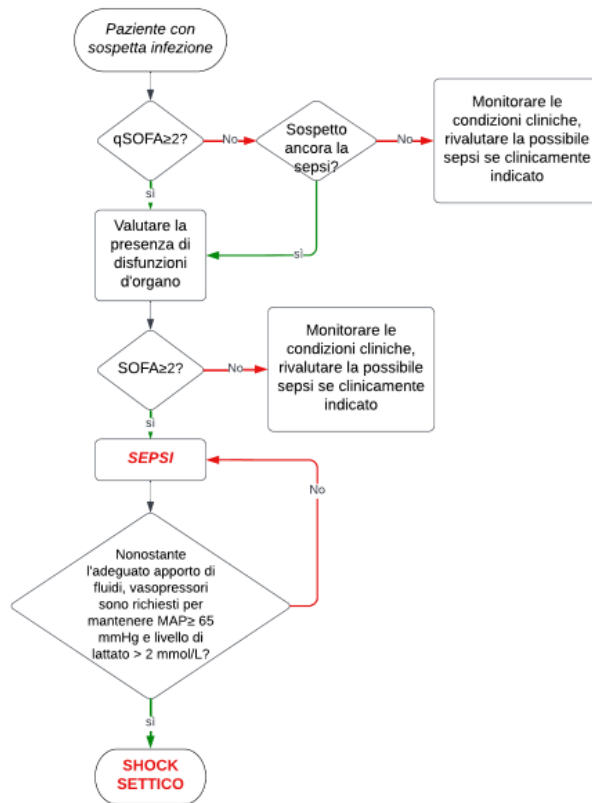 Paziente con
sospetta infezione
qSOFA≥2?
No
Sospetto
ancora la
sepsi?
No
Monitorare le
condizioni cliniche,
rivalutare la possibile
sepsi se clinicamente
indicato
sì
Valutare la
presenza di
disfunzioni
d'organo
sì
SOFA≥2?
No
Monitorare le
condizioni cliniche,
rivalutare la possibile
sepsi se clinicamente
indicato
sì
SEPSI
No
Nonostante
l'adeguato apporto di
fluidi, vasopressori
sono richiesti per
mantenere MAP≥ 65
mmHg e livello di
lattato > 2 mmol/L?
sì
SHOCK
SETTICO